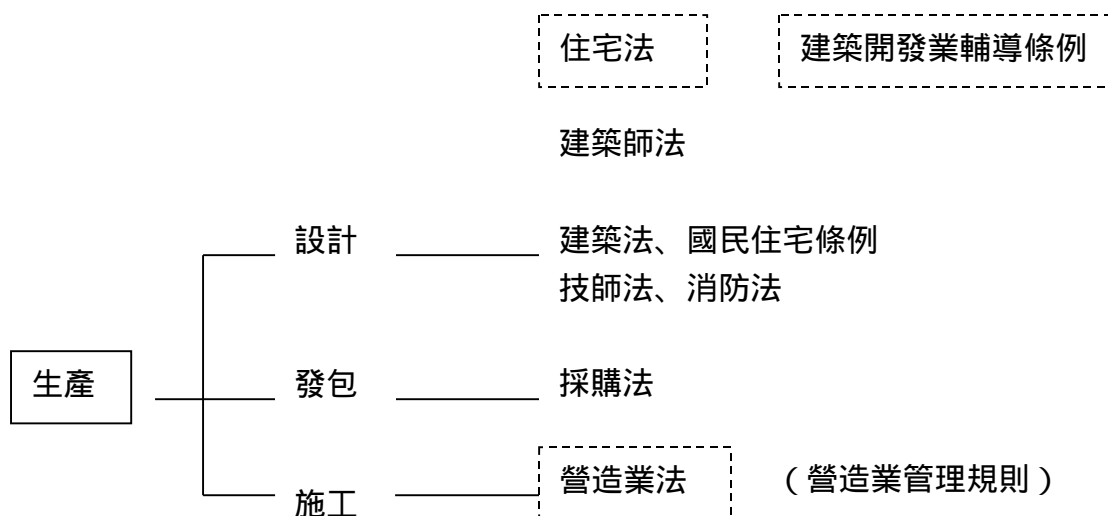 住宅法
建築開發業輔導條例
建築師法
設計
建築法、國民住宅條例
技師法、消防法
生產
發包
採購法
施工
營造業法
（營造業管理規則）